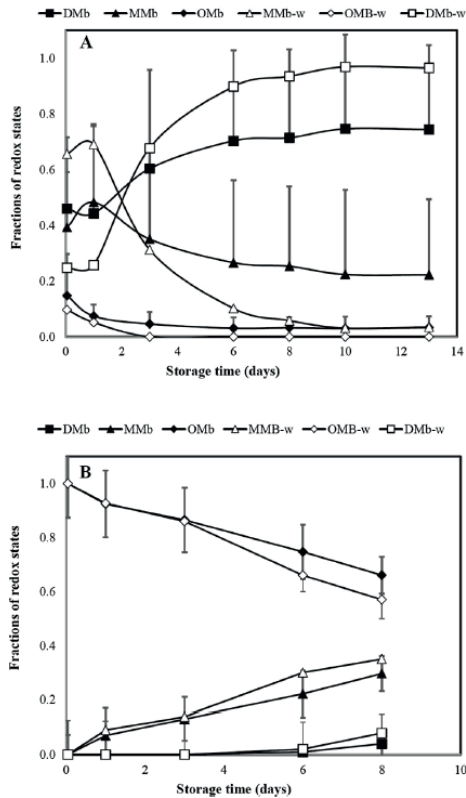 DMb MMb OMb MMb-w OMB-w DMb-w
A
Fractions of redox states
1.0
0.8
0.6
0.4
0.2
0.0
0 2 4 6 8 10 12 14
Storage time (days)
DMb MMb OMb MMB-w OMB-w DMb-w
B
Fractions of redox states
1.0
0.8
0.6
0.4
0.2
0.0
0 2 4 6 8 10
Storage time (days)